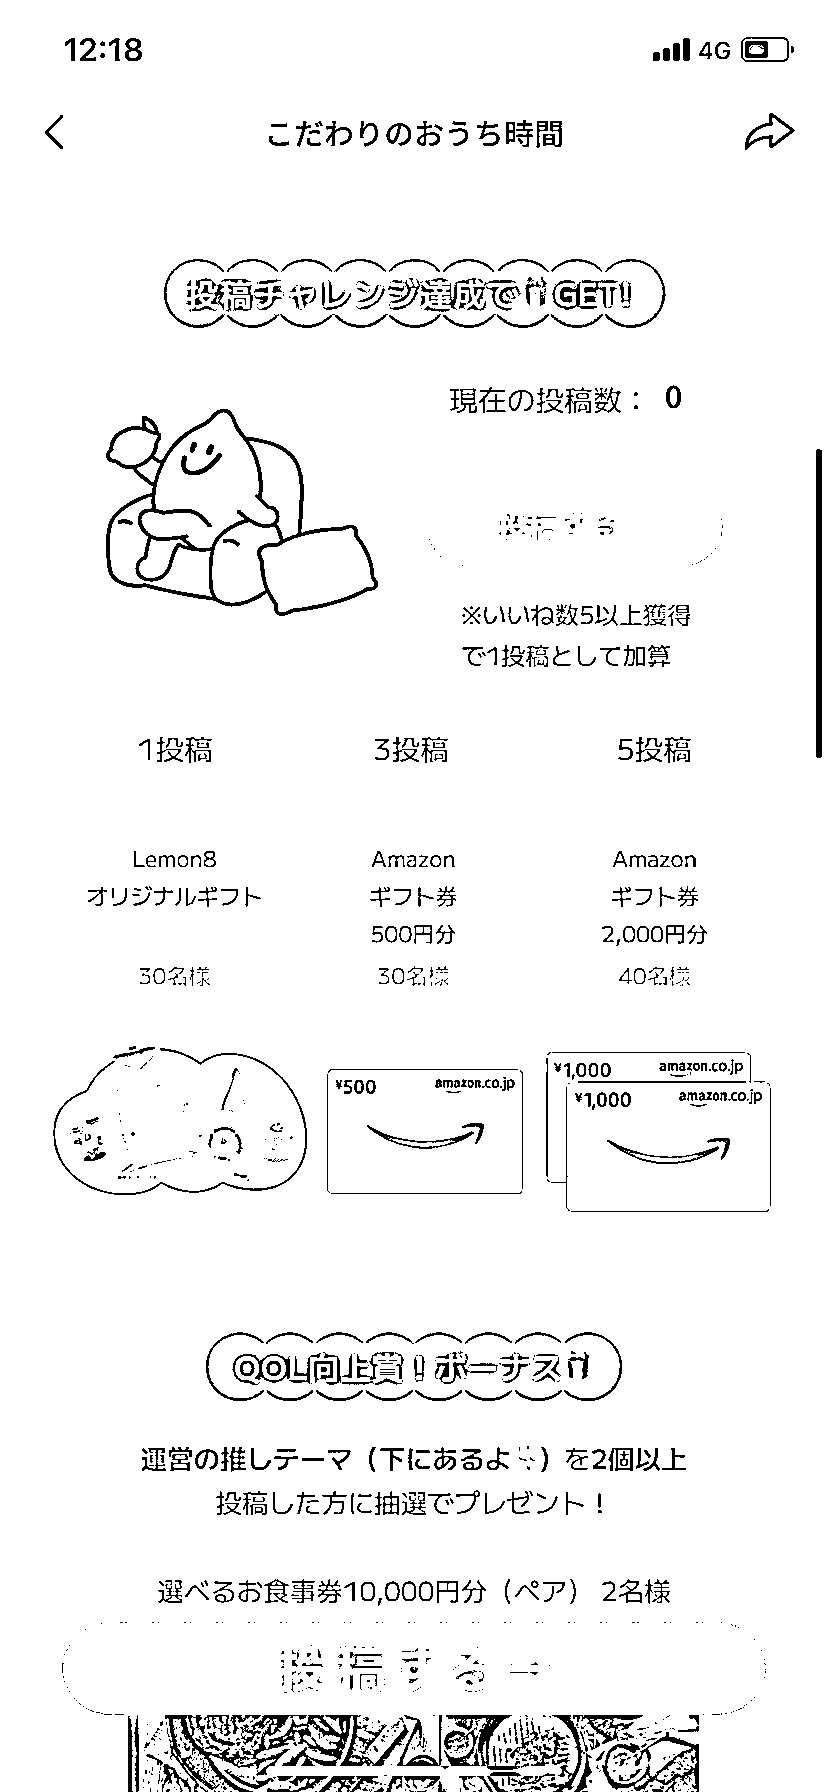 12:18
4G
こだわりのおうち時間
投稿チャレンジ達成でGET!
現在の投稿数： 0
投稿する
※いいね数5以上獲得
で1投稿として加算
1投稿 3投稿 5投稿
Lemon8 Amazon Amazon
オリジナルギフト ギフト券 ギフト券
500円分 2,000円分
30名様 30名様 40名様
¥500 amazon.co.jp
¥1,000 amazon.co.jp
¥1,000 amazon.co.jp
QOL向上賞！ボーナス
運営の推しテーマ（下にあるよ）を2個以上
投稿した方に抽選でプレゼント！
選べるお食事券10,000円分（ペア） 2名様
投稿する→